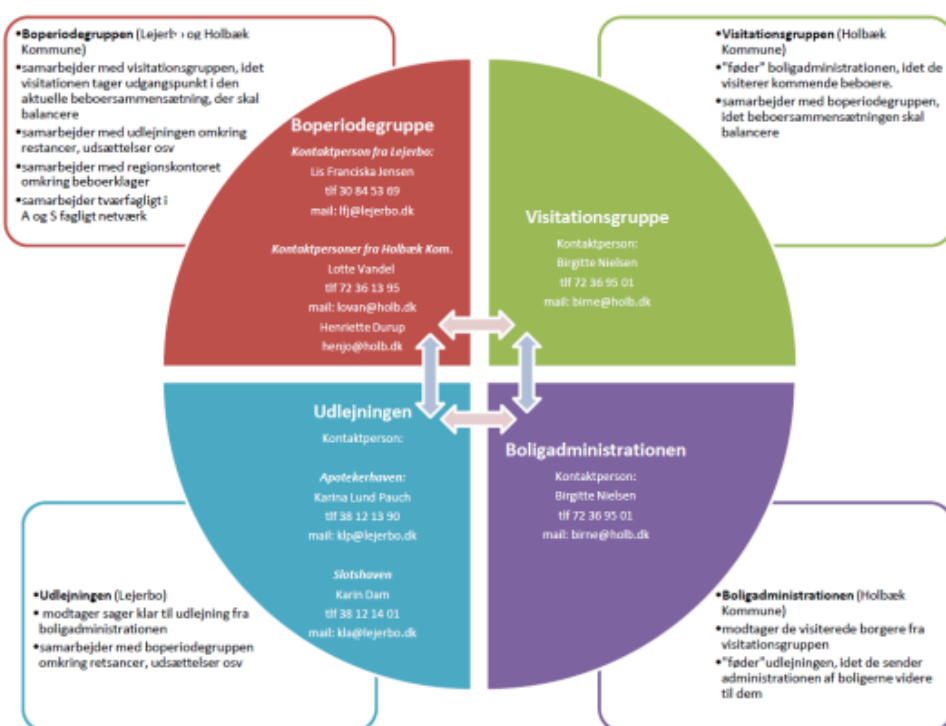 •Boperiodegruppen (Lejerb og Holbæk
Kommune)
•samarbejder med visitationsgruppen, idet
visitationen tager udgangspunkt i den
aktuelle beboersammensætning, der skal
balancere
•samarbejder med udlejningen omkring
restancer, udsættelser osv
•samarbejder med regionskontoret
omkring beboerklager
•samarbejder tværfagligt i
A og S fagligt netværk
•Visitationsgruppen (Holbæk
Kommune)
•"føder" boligadministrationen, idet de
visiterer kommende beboere.
•samarbejder med boperiodegruppen,
idet beboersammensætningen skal
balancere
Boperiodegruppe
Kontaktperson fra Lejerbo:
Lis Franciska Jensen
tlf 30 84 53 69
mail: lfj@lejerbo.dk
Kontaktpersoner fra Holbæk Kom.
Lotte Vandel
tlf 72 36 13 95
mail: lovan@holb.dk
Henriette Durup
henjo@holb.dk
Visitationsgruppe
Kontaktperson:
Birgitte Nielsen
tlf 72 36 95 01
mail: birne@holb.dk
Udlejningen
Kontaktperson:
Apotekerhaven:
Karina Lund Pauch
tlf 38 12 13 90
mail: klp@lejerbo.dk
Slotshaven
Karin Dam
tlf 38 12 14 01
mail: kla@lejerbo.dk
Boligadministrationen
Kontaktperson:
Birgitte Nielsen
tlf 72 36 95 01
mail: birne@holb.dk
•Udlejningen (Lejerbo)
• modtager sager klar til udlejning fra
boligadministrationen
•samarbejder med boperiodegruppen
omkring retsancer, udsættelser osv
•Boligadministrationen (Holbæk
Kommune)
•modtager de visiterede borgere fra
visitationsgruppen
•"føder"udlejningen, idet de sender
administrationen af boligerne videre
til dem